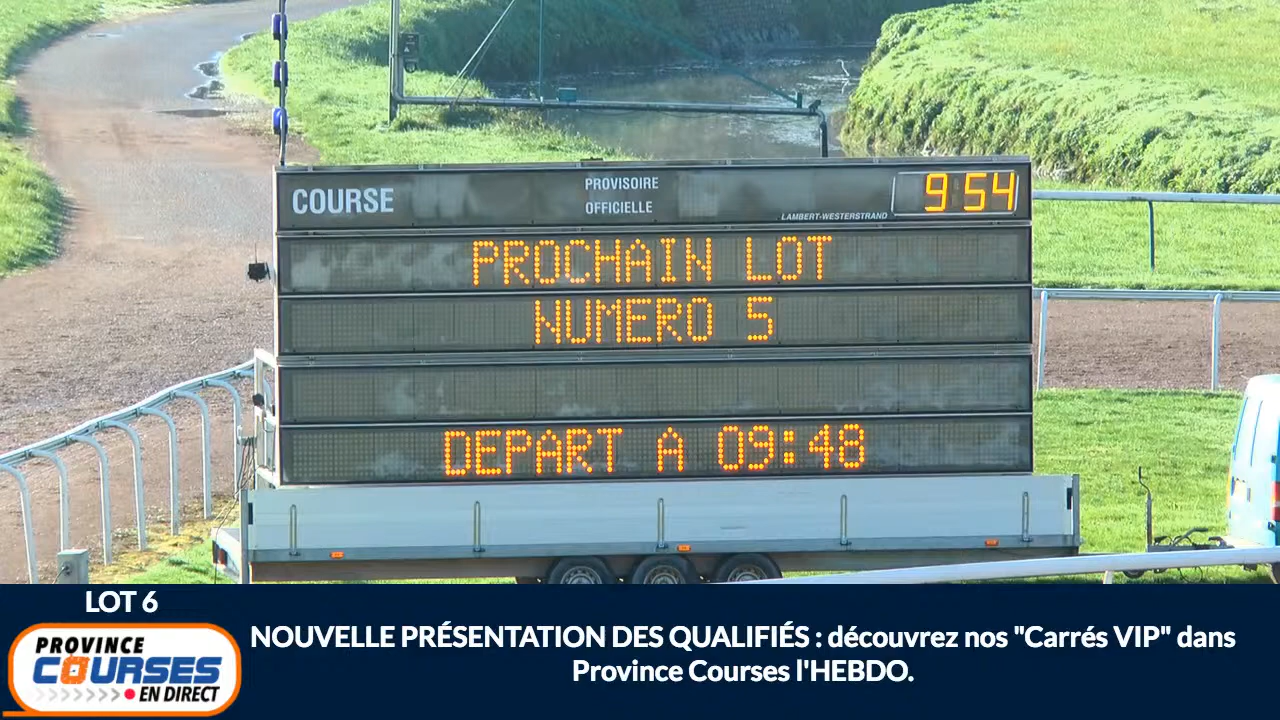 COURSE
PROVISOIRE
OFFICIELLE
LAMBERT-WESTERSTRAND
9:54
PROCHAIN LOT
NUMERO 5
DEPART A 09:48
LOT 6
PROVINCE
COURSES
EN DIRECT
NOUVELLE PRÉSENTATION DES QUALIFIÉS : découvrez nos "Carrés VIP" dans
Province Courses l'HEBDO.